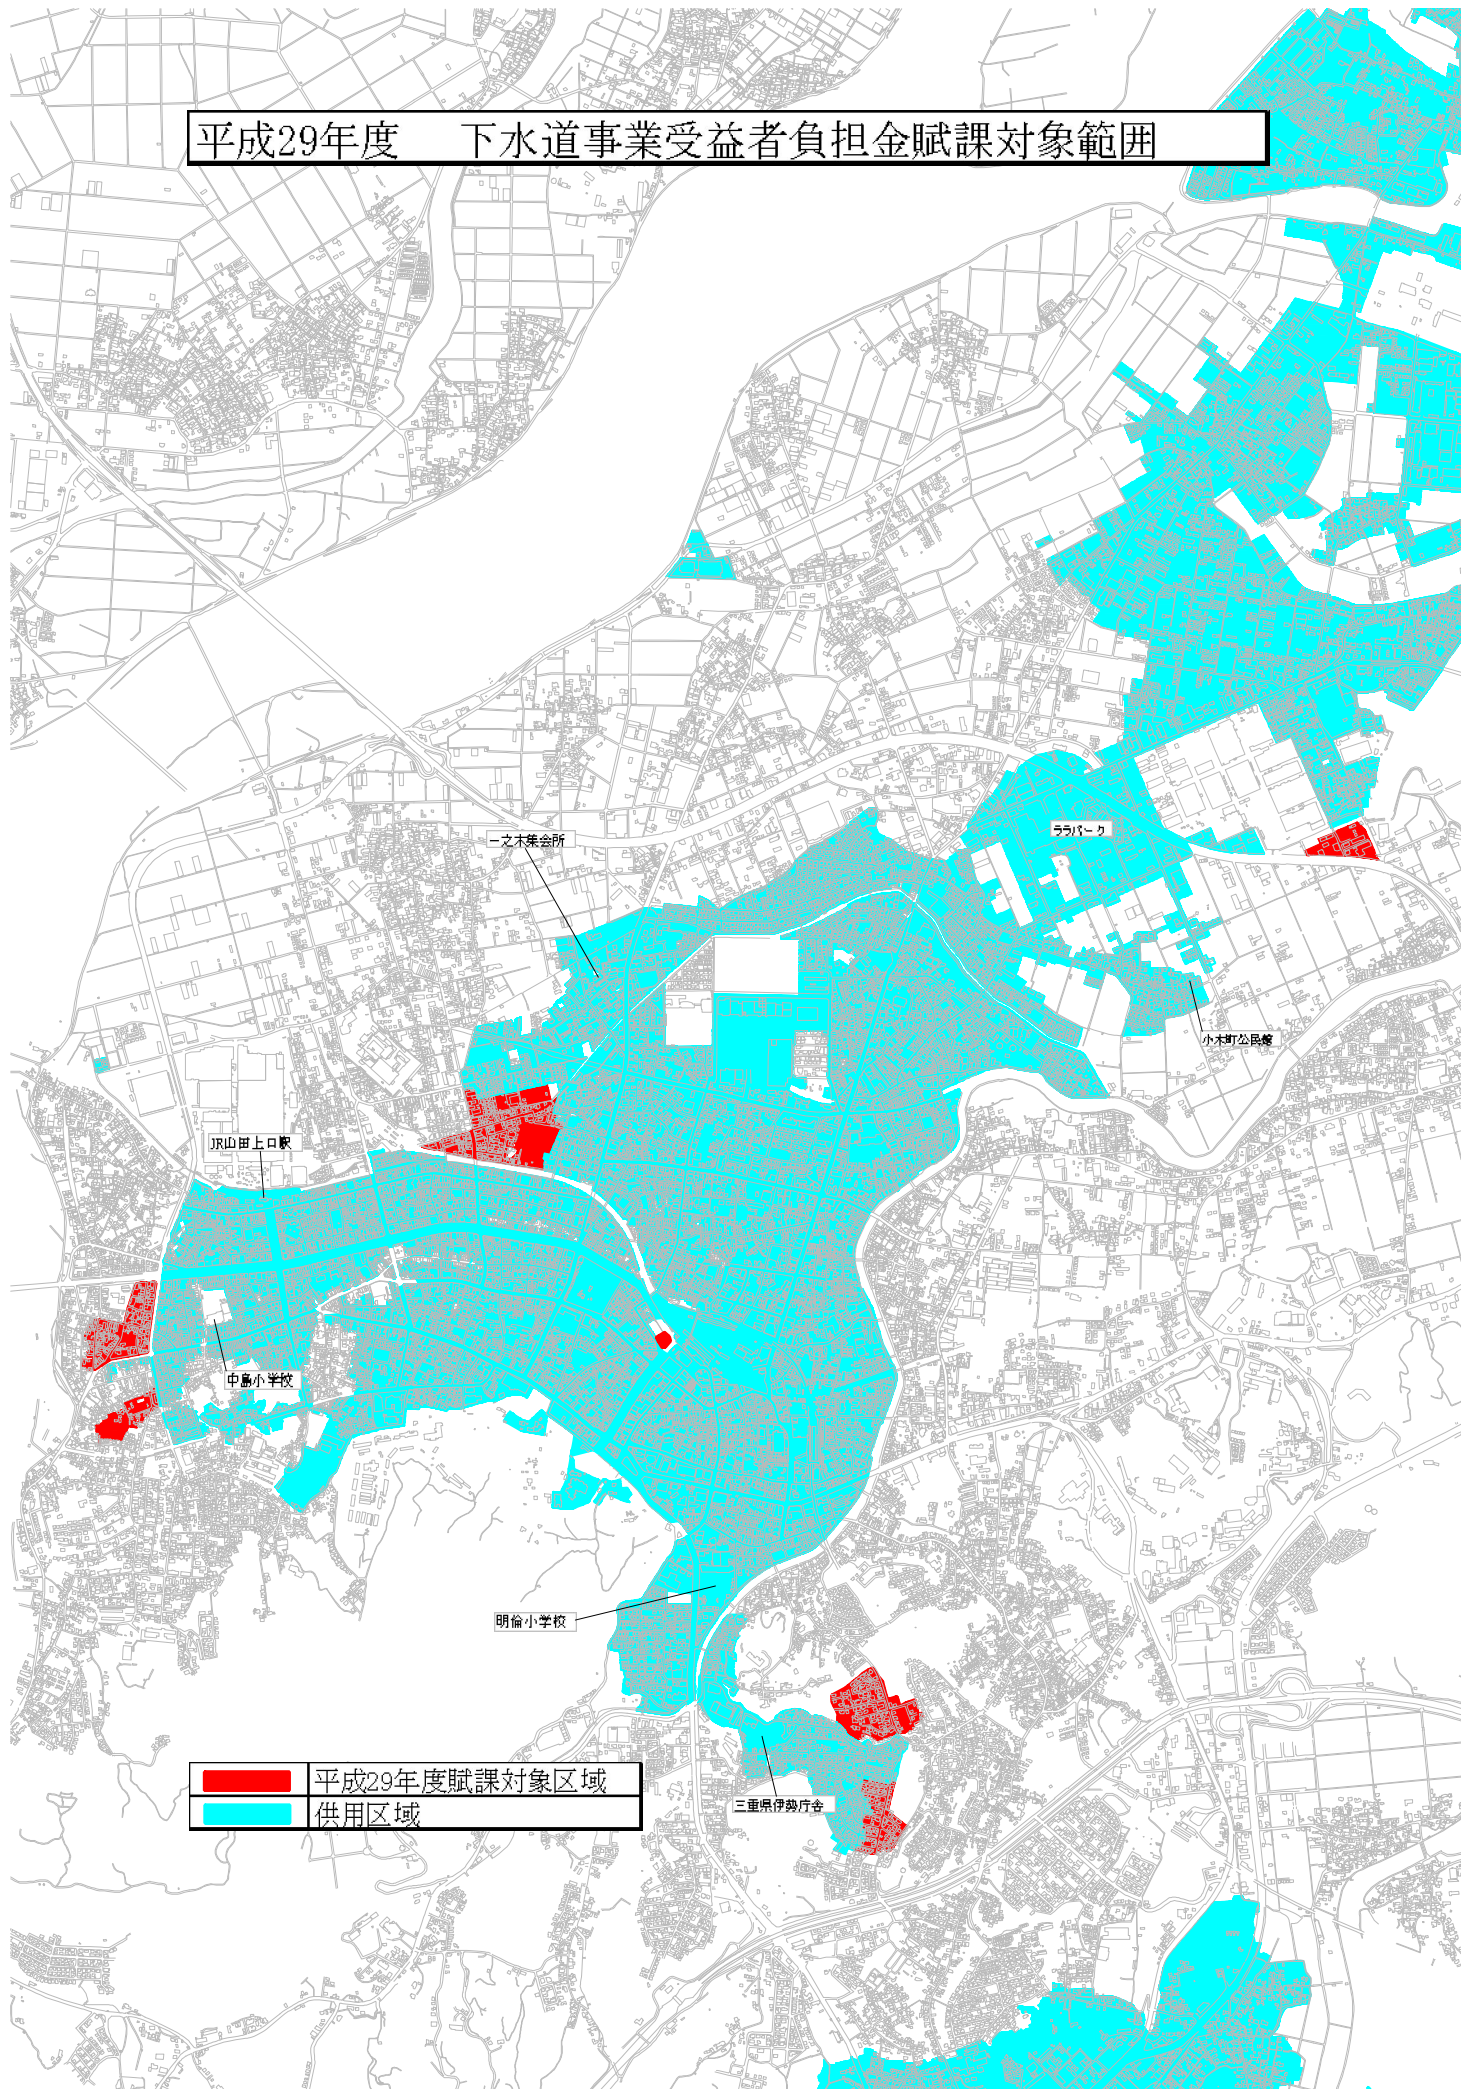 平成29年度　下水道事業受益者負担金賦課対象範囲
ララパーク
一之木集会所
小木町公民館
JR山田上口駅
中島小学校
明倫小学校
三重県伊勢庁舎
平成29年度賦課対象区域
供用区域